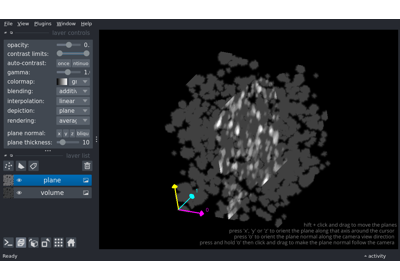 File View Plugins Window Help
layer controls
opacity: 0.
contrast limits:
auto-contrast: once
gamma: 1.
colormap:
blending: additiv
interpolation: linear
depiction: plane
rendering: averag
plane normal: x y z
plane thickness: 10
layer list
plane
volume
hift + click and drag to move the plane
press 'x', 'y' or 'z' to orient the plane along that axis around the cursor
press 'o' to orient the plane normal along the camera view direction
press and hold 'o' then click and drag to make the plane normal follow the camera
Ready
activity